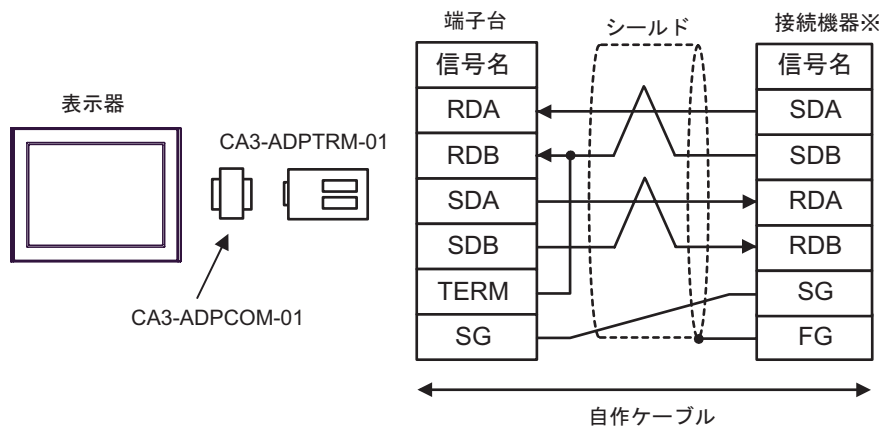 表示器
CA3-ADPTRM-01
CA3-ADPCOM-01
端子台
シールド
接続機器※
信号名
信号名
RDA
SDA
RDB
SDB
SDA
RDA
SDB
RDB
TERM
SG
SG
FG
自作ケーブル